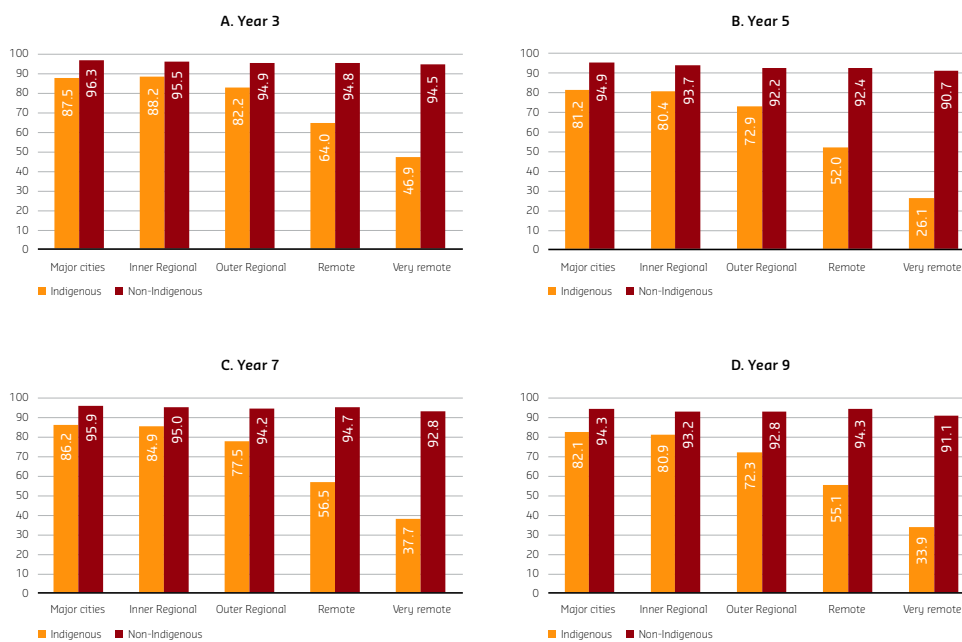 A. Year 3
100
90
80
70
60
50
40
30
20
10
0
87.5 96.3 88.2 95.5 82.2 94.9 64.0 94.8 46.9 94.5
Major cities Inner Regional Outer Regional Remote Very remote
Indigenous Non-Indigenous
B. Year 5
100
90
80
70
60
50
40
30
20
10
0
81.2 94.9 80.4 93.7 72.9 92.2 52.0 92.4 26.1 90.7
Major cities Inner Regional Outer Regional Remote Very remote
Indigenous Non-Indigenous
C. Year 7
100
90
80
70
60
50
40
30
20
10
0
86.2 95.9 84.9 95.0 77.5 94.2 56.5 94.7 37.7 92.8
Major cities Inner Regional Outer Regional Remote Very remote
Indigenous Non-Indigenous
D. Year 9
100
90
80
70
60
50
40
30
20
10
0
82.1 94.3 80.9 93.2 72.3 92.8 55.1 94.3 33.9 91.1
Major cities Inner Regional Outer Regional Remote Very remote
Indigenous Non-Indigenous